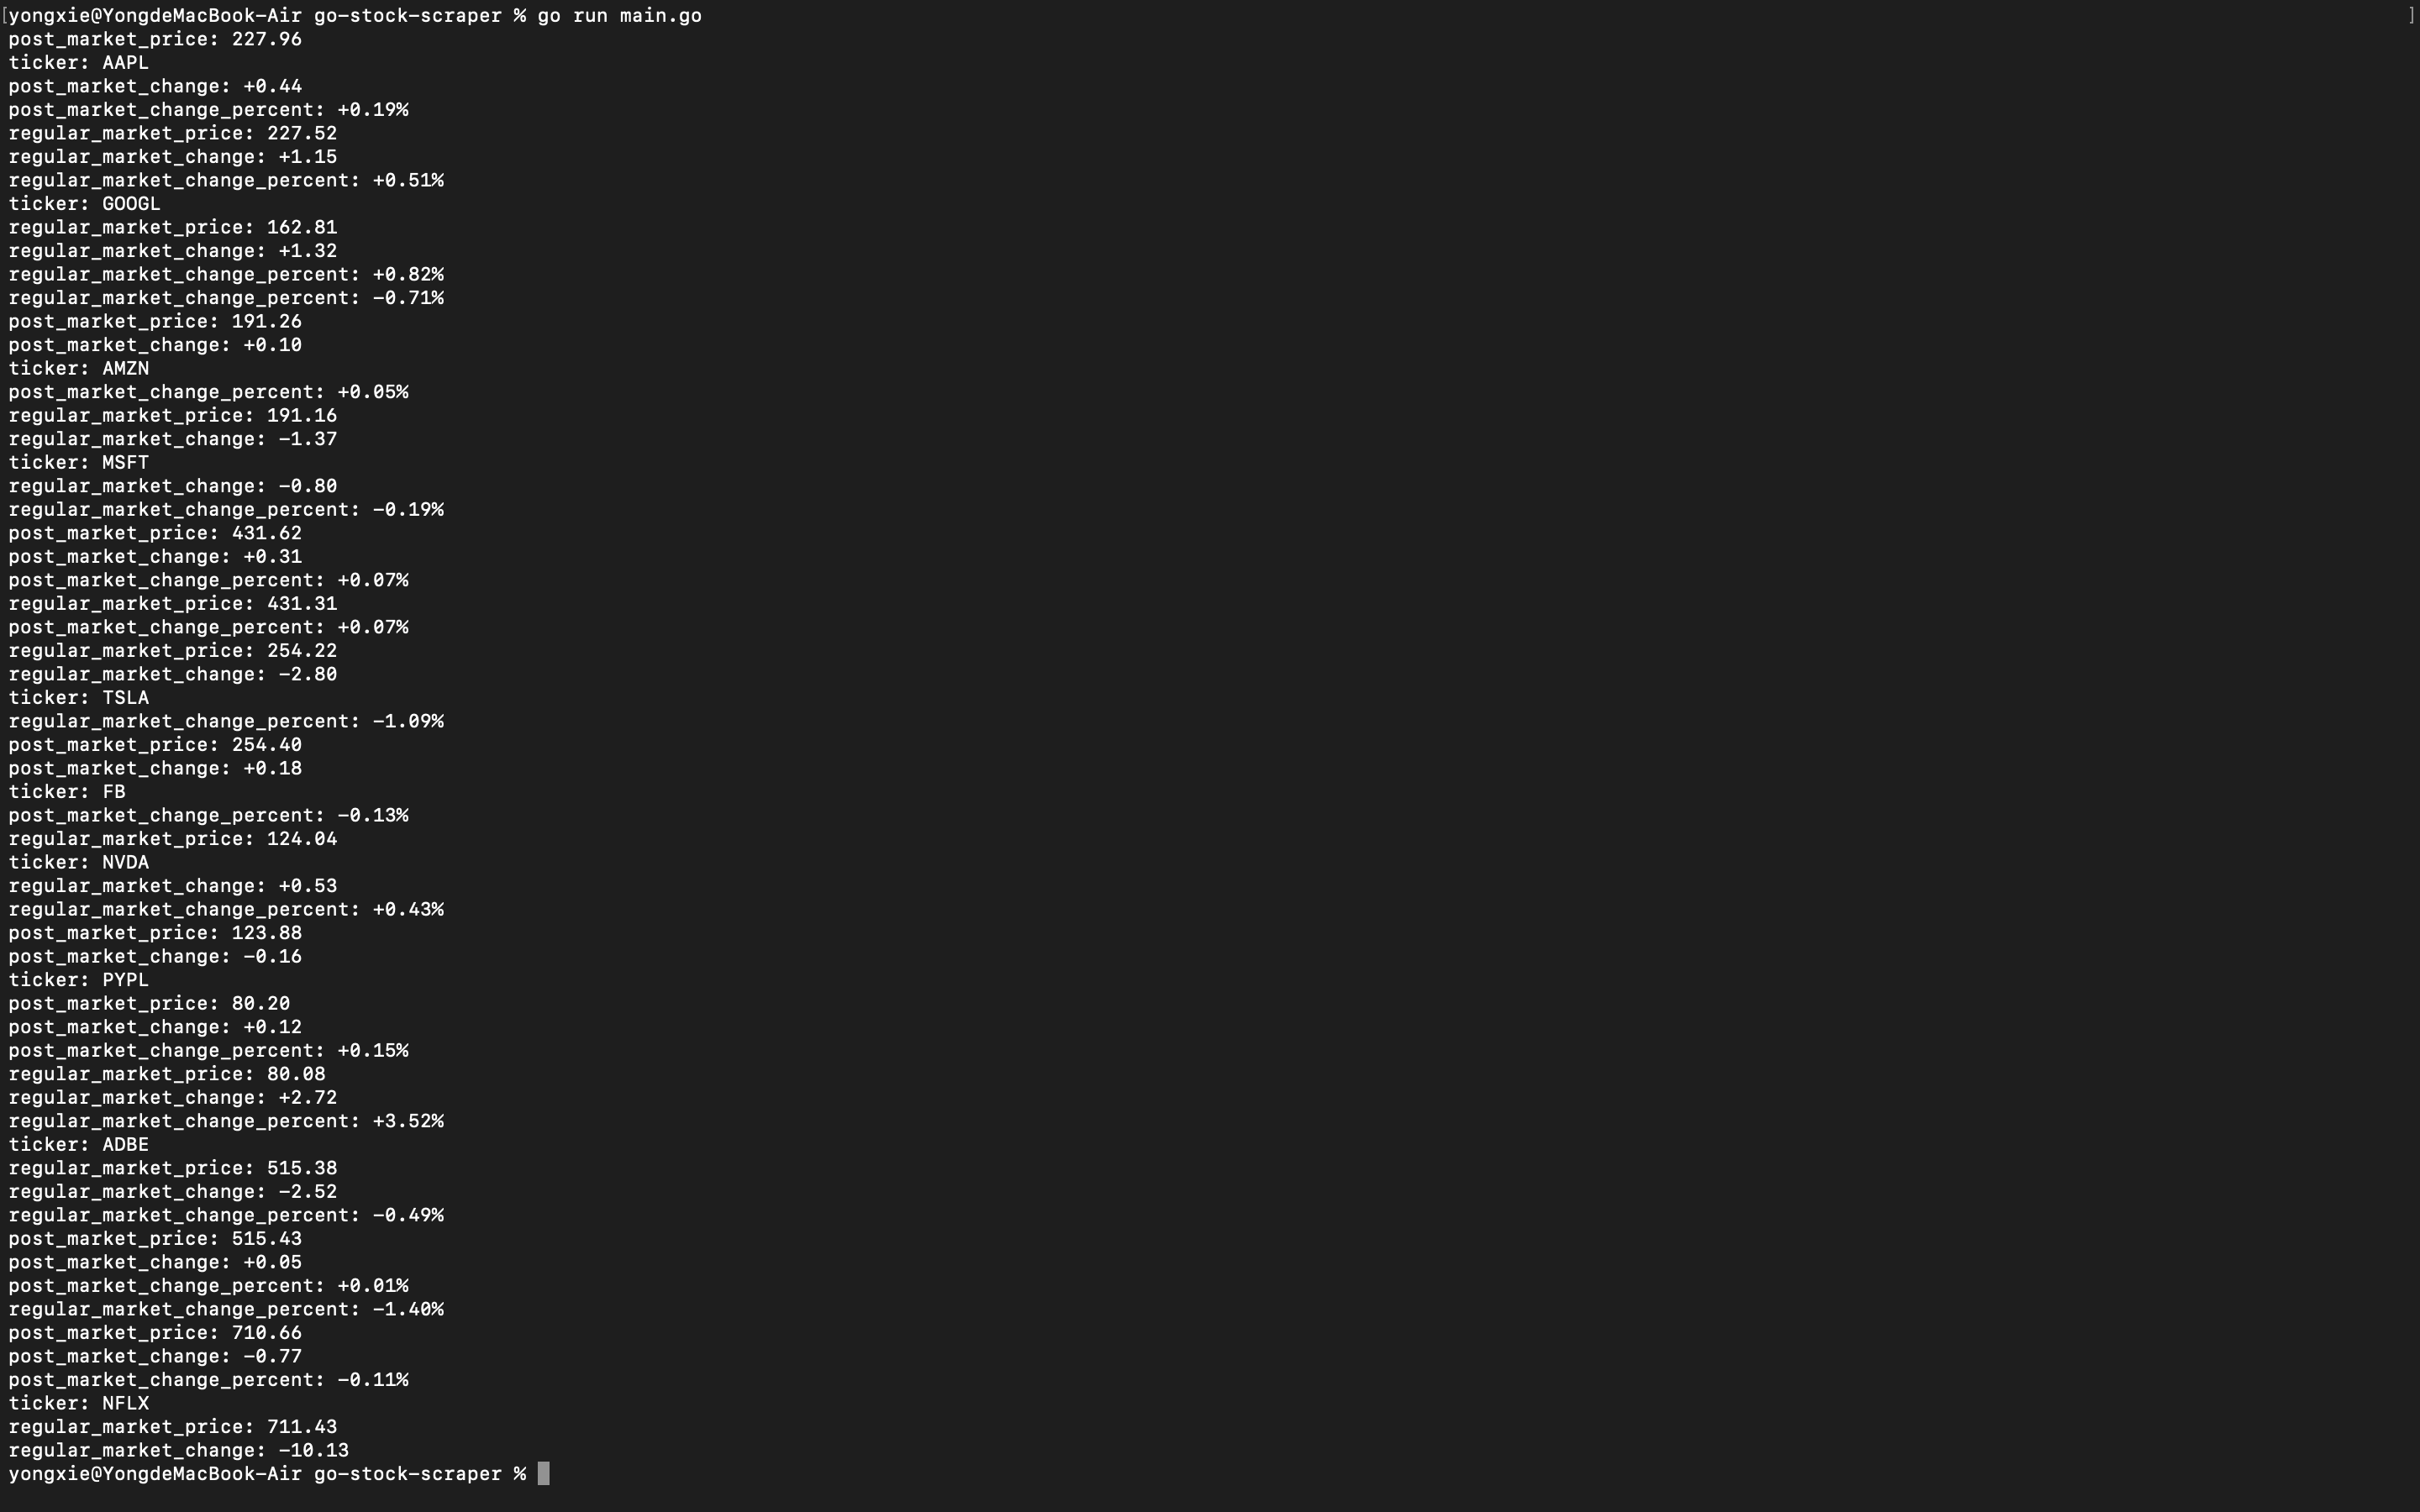 [yongxie@YongdeMacBook-Air go-stock-scraper % go run main.go ]
post_market_price: 227.96
ticker: AAPL
post_market_change: +0.44
post_market_change_percent: +0.19%
regular_market_price: 227.52
regular_market_change: +1.15
regular_market_change_percent: +0.51%
ticker: GOOGL
regular_market_price: 162.81
regular_market_change: +1.32
regular_market_change_percent: +0.82%
regular_market_change_percent: -0.71%
post_market_price: 191.26
post_market_change: +0.10
ticker: AMZN
post_market_change_percent: +0.05%
regular_market_price: 191.16
regular_market_change: -1.37
ticker: MSFT
regular_market_change: -0.80
regular_market_change_percent: -0.19%
post_market_price: 431.62
post_market_change: +0.31
post_market_change_percent: +0.07%
regular_market_price: 431.31
post_market_change_percent: +0.07%
regular_market_price: 254.22
regular_market_change: -2.80
ticker: TSLA
regular_market_change_percent: -1.09%
post_market_price: 254.40
post_market_change: +0.18
ticker: FB
post_market_change_percent: -0.13%
regular_market_price: 124.04
ticker: NVDA
regular_market_change: +0.53
regular_market_change_percent: +0.43%
post_market_price: 123.88
post_market_change: -0.16
ticker: PYPL
post_market_price: 80.20
post_market_change: +0.12
post_market_change_percent: +0.15%
regular_market_price: 80.08
regular_market_change: +2.72
regular_market_change_percent: +3.52%
ticker: ADBE
regular_market_price: 515.38
regular_market_change: -2.52
regular_market_change_percent: -0.49%
post_market_price: 515.43
post_market_change: +0.05
post_market_change_percent: +0.01%
regular_market_change_percent: -1.40%
post_market_price: 710.66
post_market_change: -0.77
post_market_change_percent: -0.11%
ticker: NFLX
regular_market_price: 711.43
regular_market_change: -10.13
yongxie@YongdeMacBook-Air go-stock-scraper %